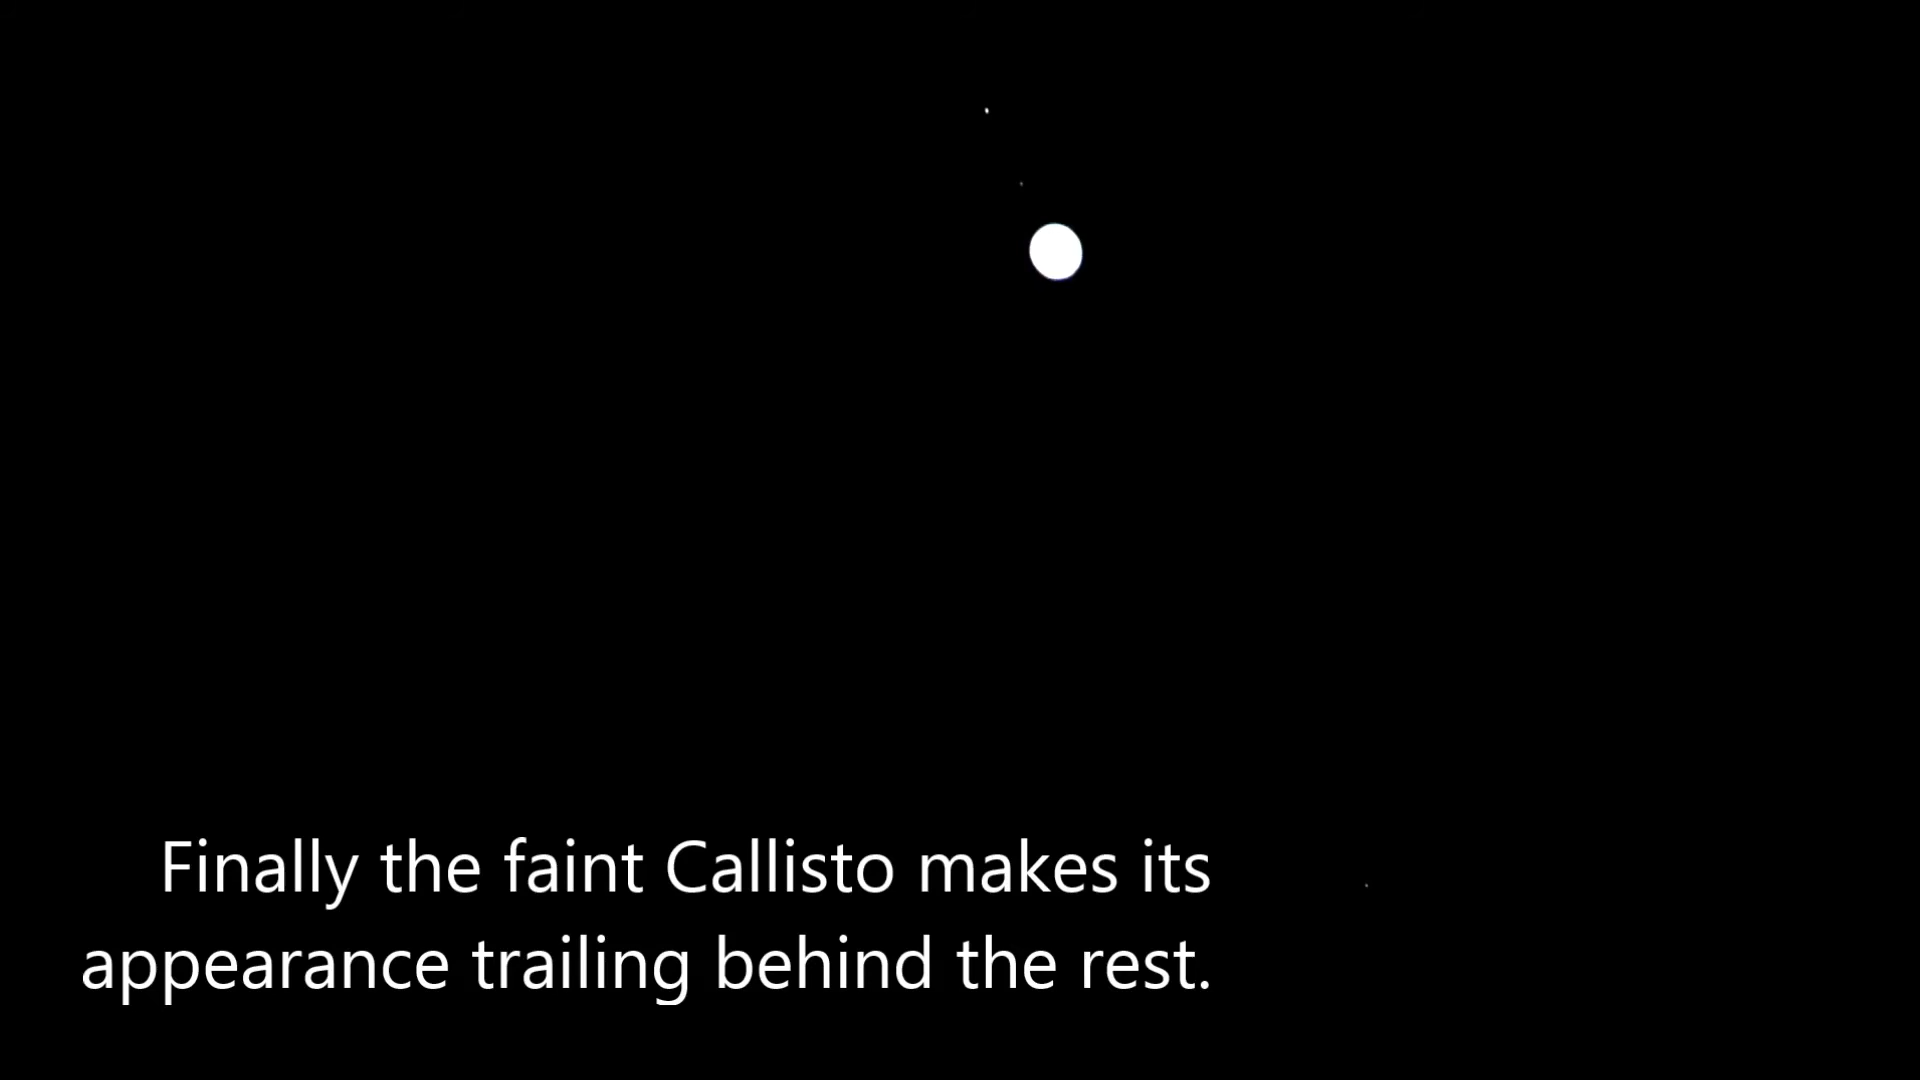 Finally the faint Callisto makes its
appearance trailing behind the rest.